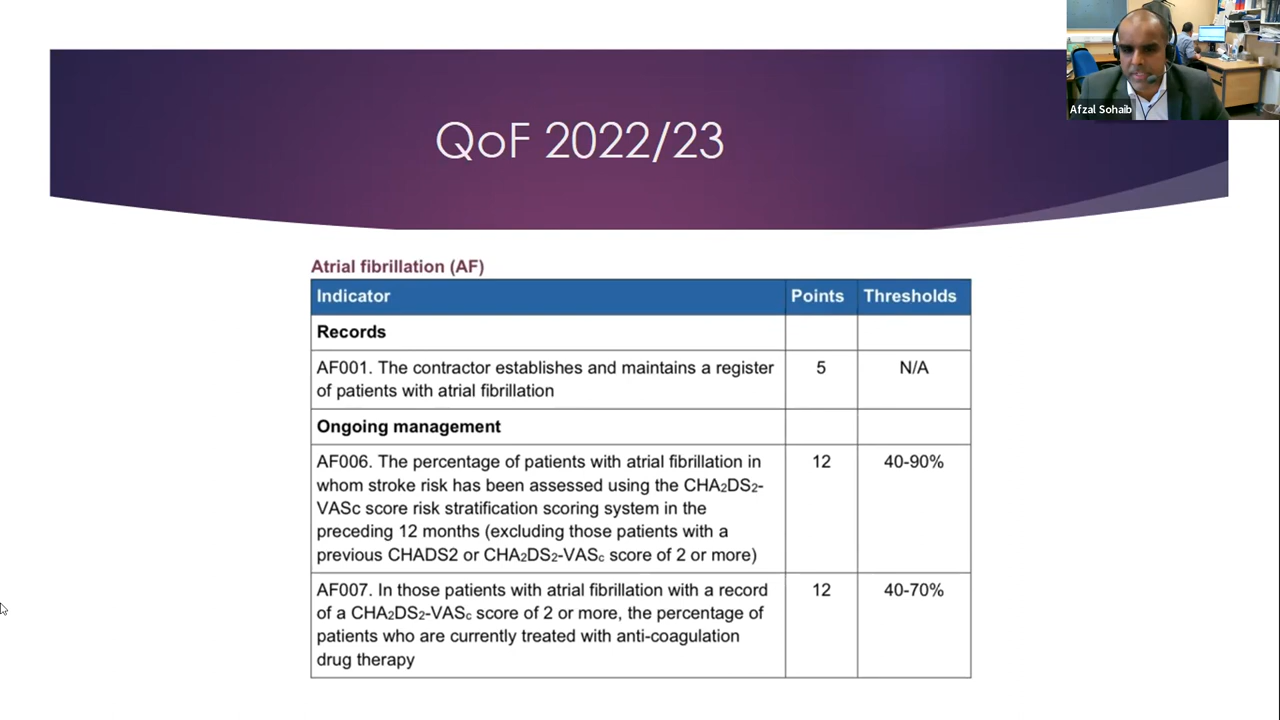 Afzal Sohaib
QoF 2022/23
Atrial fibrillation (AF)
Indicator Points Thresholds
Records
AF001. The contractor establishes and maintains a register 5 N/A
of patients with atrial fibrillation
Ongoing management
AF006. The percentage of patients with atrial fibrillation in 12 40-90%
whom stroke risk has been assessed using the CHA₂DS₂-
VASc score risk stratification scoring system in the
preceding 12 months (excluding those patients with a
previous CHADS2 or CHA₂DS₂-VASc score of 2 or more)
AF007. In those patients with atrial fibrillation with a record 12 40-70%
of a CHA₂DS₂-VASc score of 2 or more, the percentage of
patients who are currently treated with anti-coagulation
drug therapy